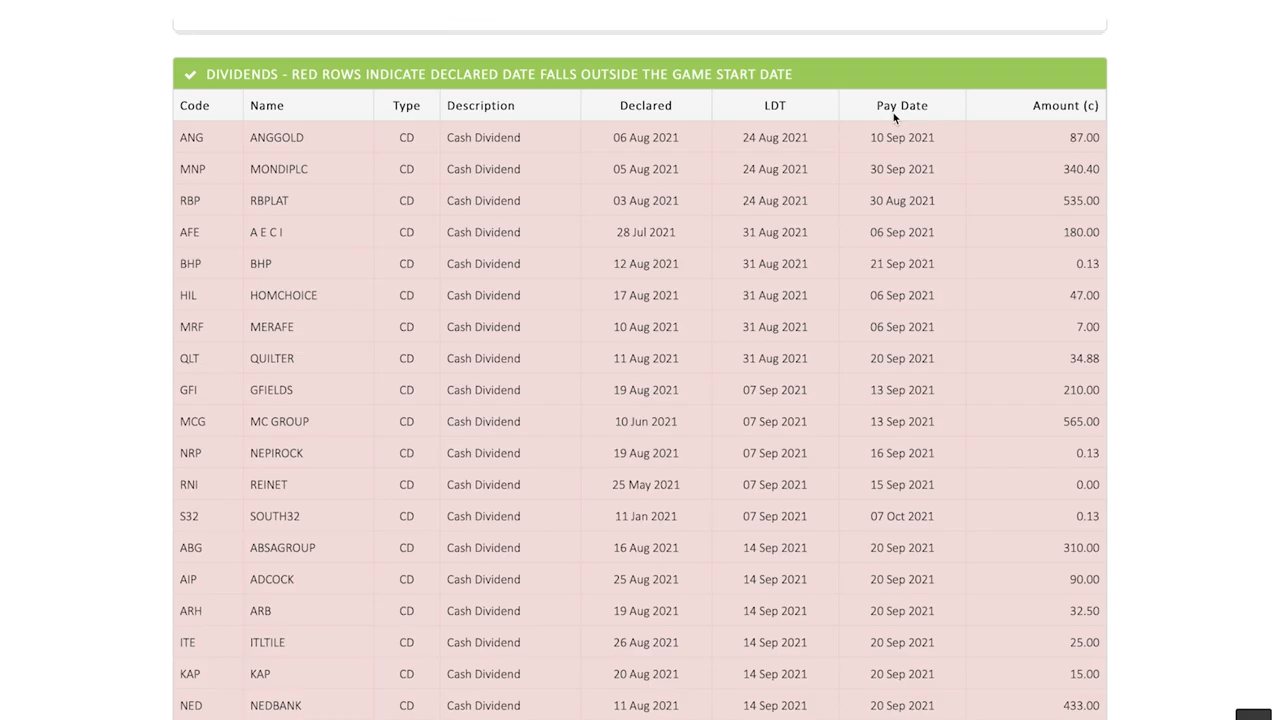 DIVIDENDS - RED ROWS INDICATE DECLARED DATE FALLS OUTSIDE THE GAME START DATE
Code Name Type Description Declared LDT Pay Date Amount (c)
ANG ANGGOLD CD Cash Dividend 06 Aug 2021 24 Aug 2021 10 Sep 2021 87.00
MNP MONDIPLC CD Cash Dividend 05 Aug 2021 24 Aug 2021 30 Sep 2021 340.40
RBP RBPLAT CD Cash Dividend 03 Aug 2021 24 Aug 2021 30 Aug 2021 535.00
AFE A E C I CD Cash Dividend 28 Jul 2021 31 Aug 2021 06 Sep 2021 180.00
BHP BHP CD Cash Dividend 12 Aug 2021 31 Aug 2021 21 Sep 2021 0.13
HIL HOMCHOICE CD Cash Dividend 17 Aug 2021 31 Aug 2021 06 Sep 2021 47.00
MRF MERAFE CD Cash Dividend 10 Aug 2021 31 Aug 2021 06 Sep 2021 7.00
QLT QUILTER CD Cash Dividend 11 Aug 2021 31 Aug 2021 20 Sep 2021 34.88
GFI GFIELDS CD Cash Dividend 19 Aug 2021 07 Sep 2021 13 Sep 2021 210.00
MCG MC GROUP CD Cash Dividend 10 Jun 2021 07 Sep 2021 13 Sep 2021 565.00
NRP NEPIROCK CD Cash Dividend 19 Aug 2021 07 Sep 2021 16 Sep 2021 0.13
RNI REINET CD Cash Dividend 25 May 2021 07 Sep 2021 15 Sep 2021 0.00
S32 SOUTH32 CD Cash Dividend 11 Jan 2021 07 Sep 2021 07 Oct 2021 0.13
ABG ABSAGROUP CD Cash Dividend 16 Aug 2021 14 Sep 2021 20 Sep 2021 310.00
AIP ADCOCK CD Cash Dividend 25 Aug 2021 14 Sep 2021 20 Sep 2021 90.00
ARH ARB CD Cash Dividend 19 Aug 2021 14 Sep 2021 20 Sep 2021 32.50
ITE ITLTILE CD Cash Dividend 26 Aug 2021 14 Sep 2021 20 Sep 2021 25.00
KAP KAP CD Cash Dividend 20 Aug 2021 14 Sep 2021 20 Sep 2021 15.00
NED NEDBANK CD Cash Dividend 11 Aug 2021 14 Sep 2021 20 Sep 2021 433.00